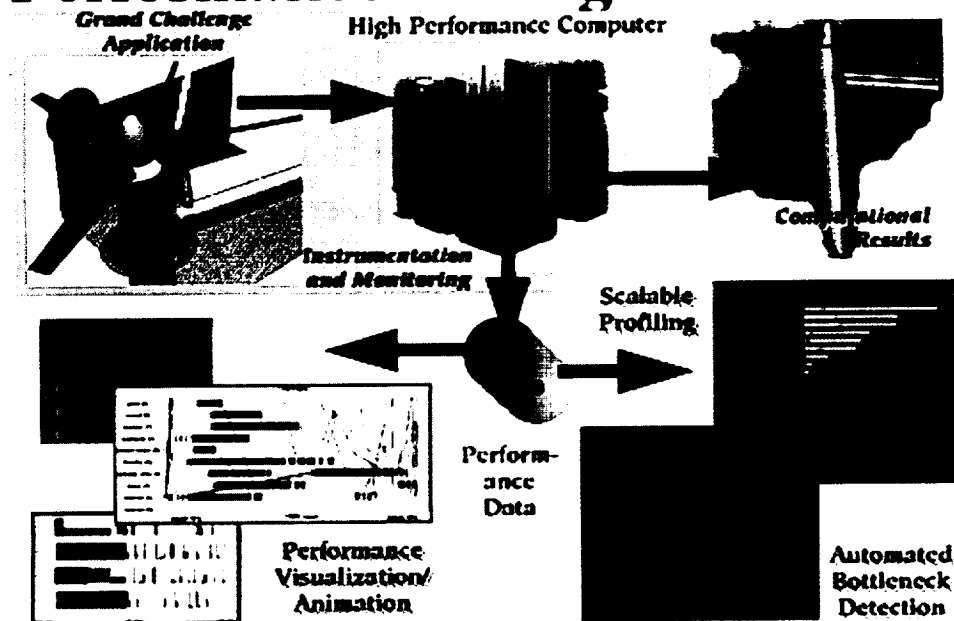 Grand Challenge
Application
High Performance Computer
Computational
Results
Instrumentation
and Monitoring
Scalable
Profiling
Perform-
ance
Data
Performance
Visualization/
Animation
Automated
Bottleneck
Detection